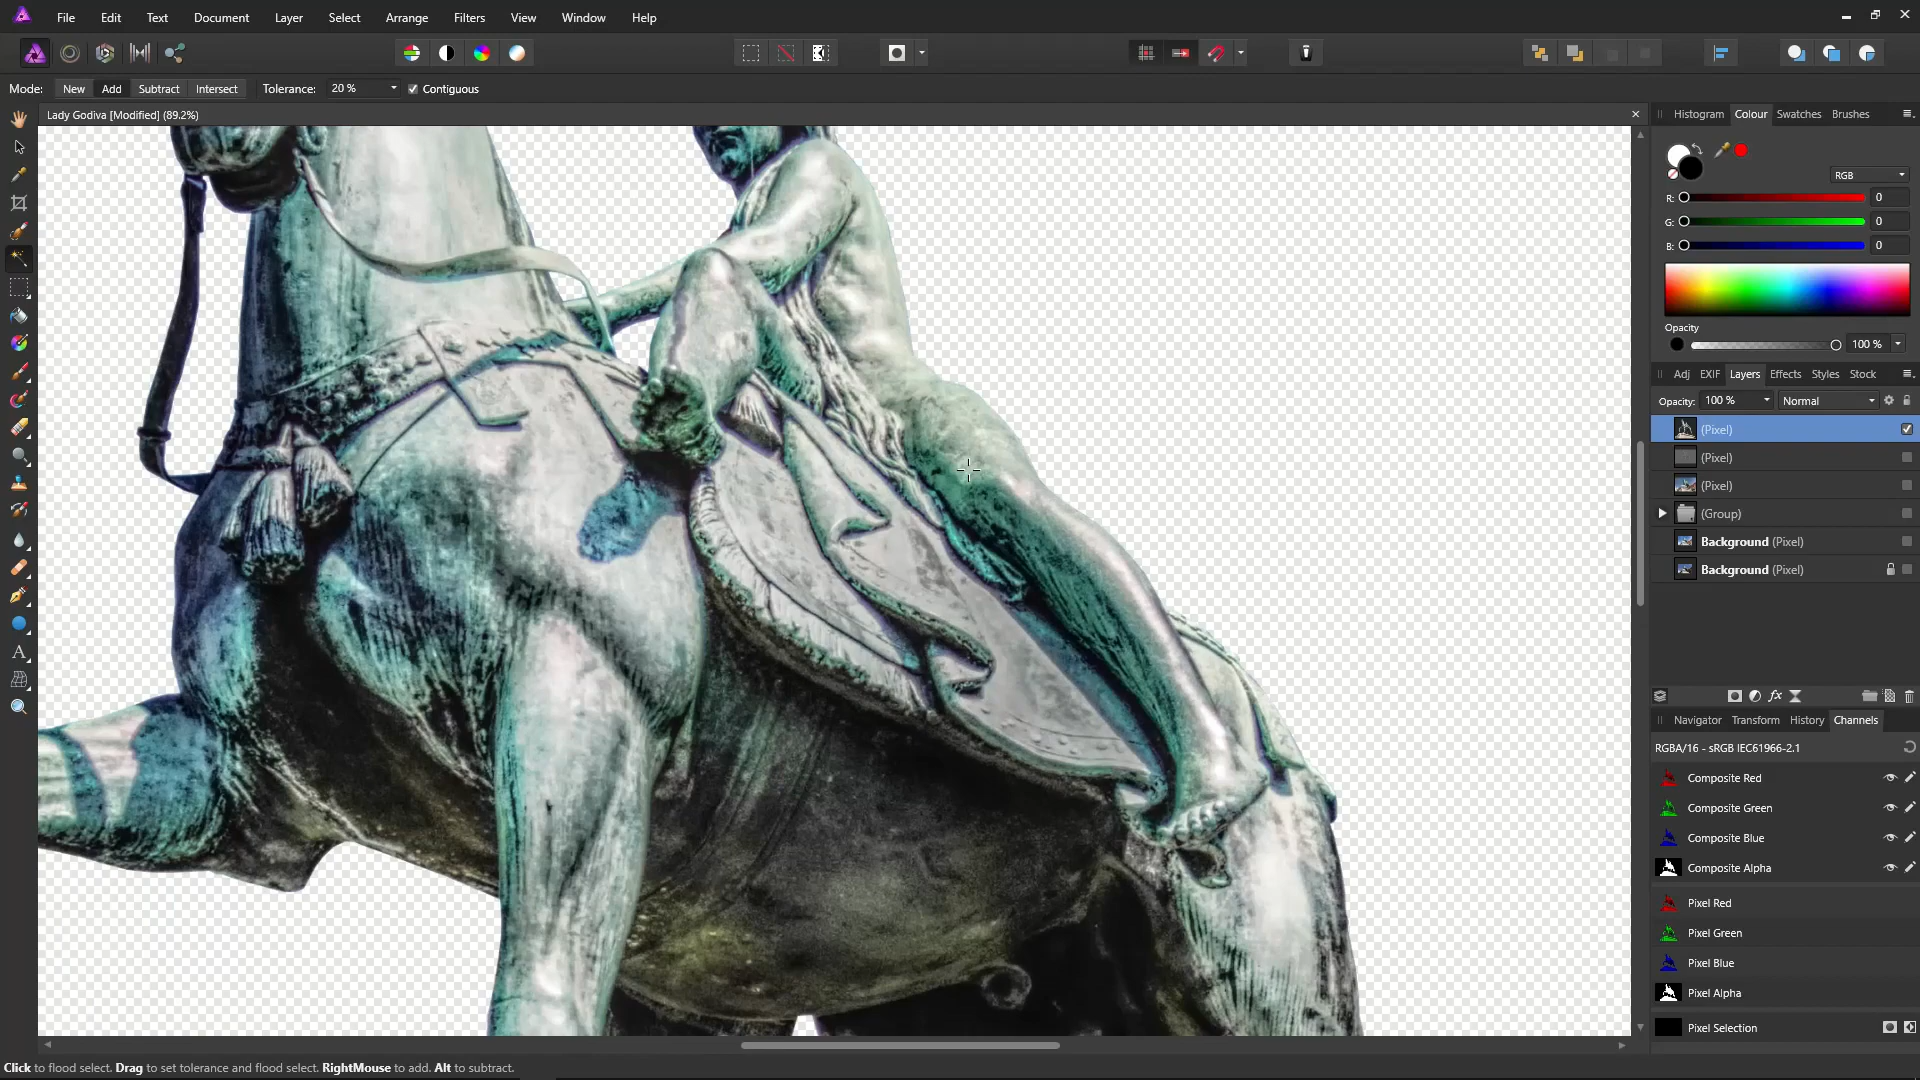 File Edit Text Document Layer Select Arrange Filters View Window Help
Mode: New Add Subtract Intersect Tolerance: 20 % Contiguous
Lady Godiva [Modified] (89.2%)
Histogram Colour Swatches Brushes
RGB
R: 0
G: 0
B: 0
Opacity
100 %
Adj EXIF Layers Effects Styles Stock
Opacity: 100 % Normal
(Pixel)
(Pixel)
(Pixel)
(Group)
Background (Pixel)
Background (Pixel)
fx
Navigator Transform History Channels
RGBA/16 - sRGB IEC61966-2.1
Composite Red
Composite Green
Composite Blue
Composite Alpha
Pixel Red
Pixel Green
Pixel Blue
Pixel Alpha
Pixel Selection
Click to flood select. Drag to set tolerance and flood select. RightMouse to add. Alt to subtract.